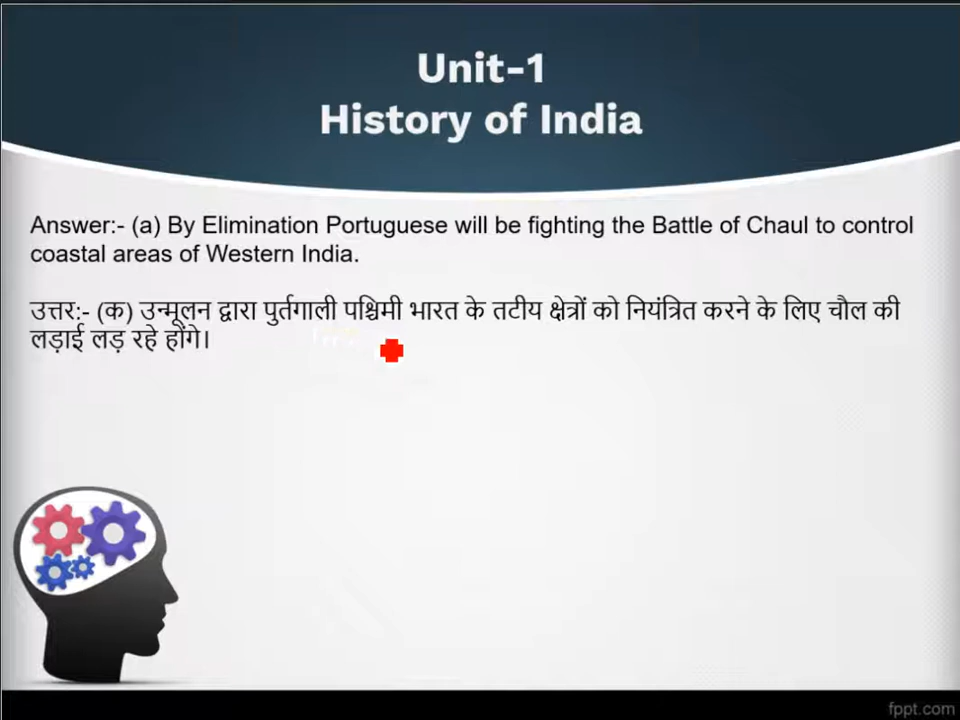 Unit-1
History of India
Answer:- (a) By Elimination Portuguese will be fighting the Battle of Chaul to control
coastal areas of Western India.
उत्तर:- (क) उन्मूलन द्वारा पुर्तगाली पश्चिमी भारत के तटीय क्षेत्रों को नियंत्रित करने के लिए चौल की
लड़ाई लड़ रहे होंगे।
fppt.com